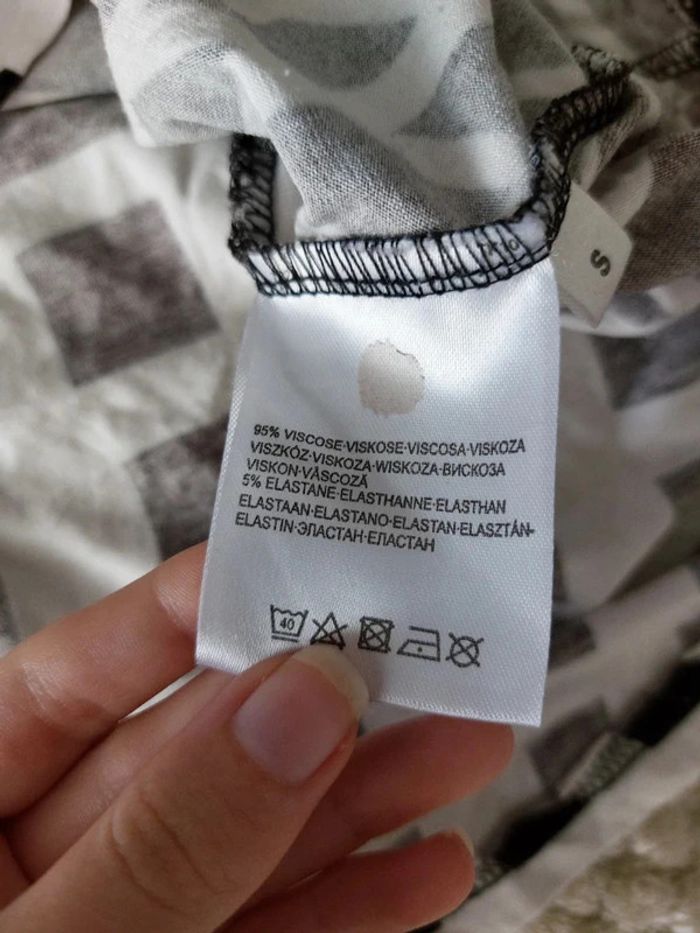 S
95% VISCOSE·VISKOSE·VISCOSA·VISKOZA
VISZKÓZ·VISKOZA·WISKOZA·ВИСКОЗА
VISKON·VÂSCOZĂ
5% ELASTANE·ELASTHANNE·ELASTHAN
ELASTAAN·ELASTANO·ELASTAN·ELASZTÁN·
ELASTIN·ЭЛАСТАН·ЕЛАСТАН
40